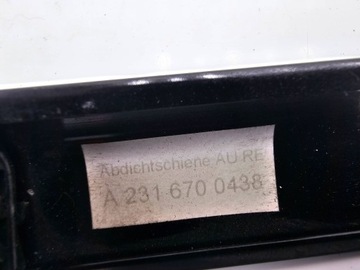 Abdichtschiene AU RE
A 231 670 0438